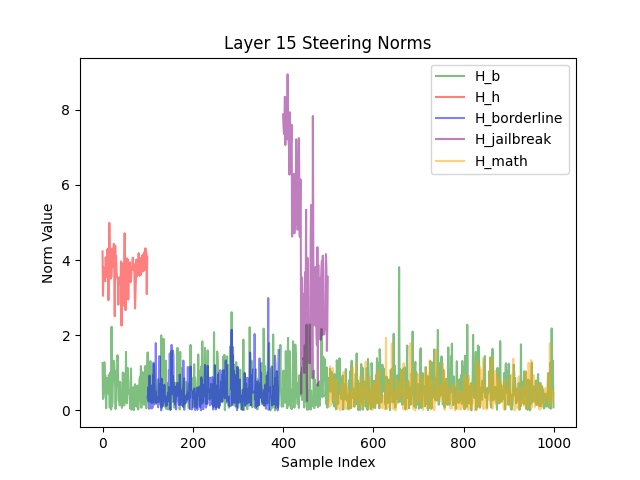 Layer 15 Steering Norms
H_b
H_h
H_borderline
H_jailbreak
H_math
Norm Value
8
6
4
2
0
0 200 400 600 800 1000
Sample Index